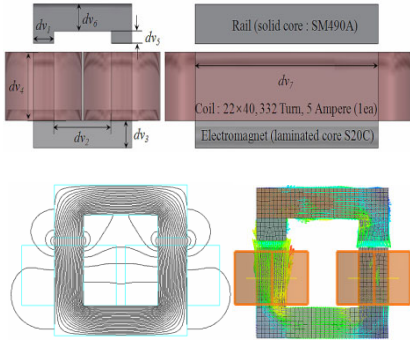 dv1
dv6
dv5
Rail (solid core : SM490A)
dv4
dv7
dv2
Coil : 22×40, 332 Turn, 5 Ampere (1ea)
dv3
Electromagnet (laminated core S20C)